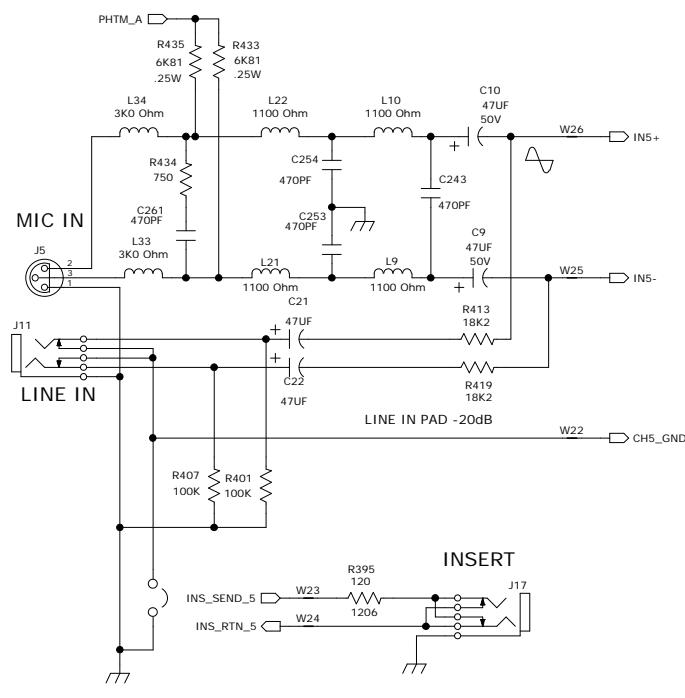 PHTM_A
R435
6K81
.25W
R433
6K81
.25W
L34
3K0 Ohm
L22
1100 Ohm
L10
1100 Ohm
C10
47UF
50V
+
W26
IN5+
R434
750
C254
470PF
C243
470PF
C261
470PF
C253
470PF
MIC IN
J5
2
3
1
L33
3K0 Ohm
L21
1100 Ohm
L9
1100 Ohm
C9
47UF
50V
+
W25
IN5-
J11
LINE IN
C21
47UF
+
R413
18K2
+
C22
47UF
R419
18K2
LINE IN PAD -20dB
W22
CH5_GND
R407
100K
R401
100K
INSERT
R395
120
1206
J17
INS_SEND_5
W23
INS_RTN_5
W24